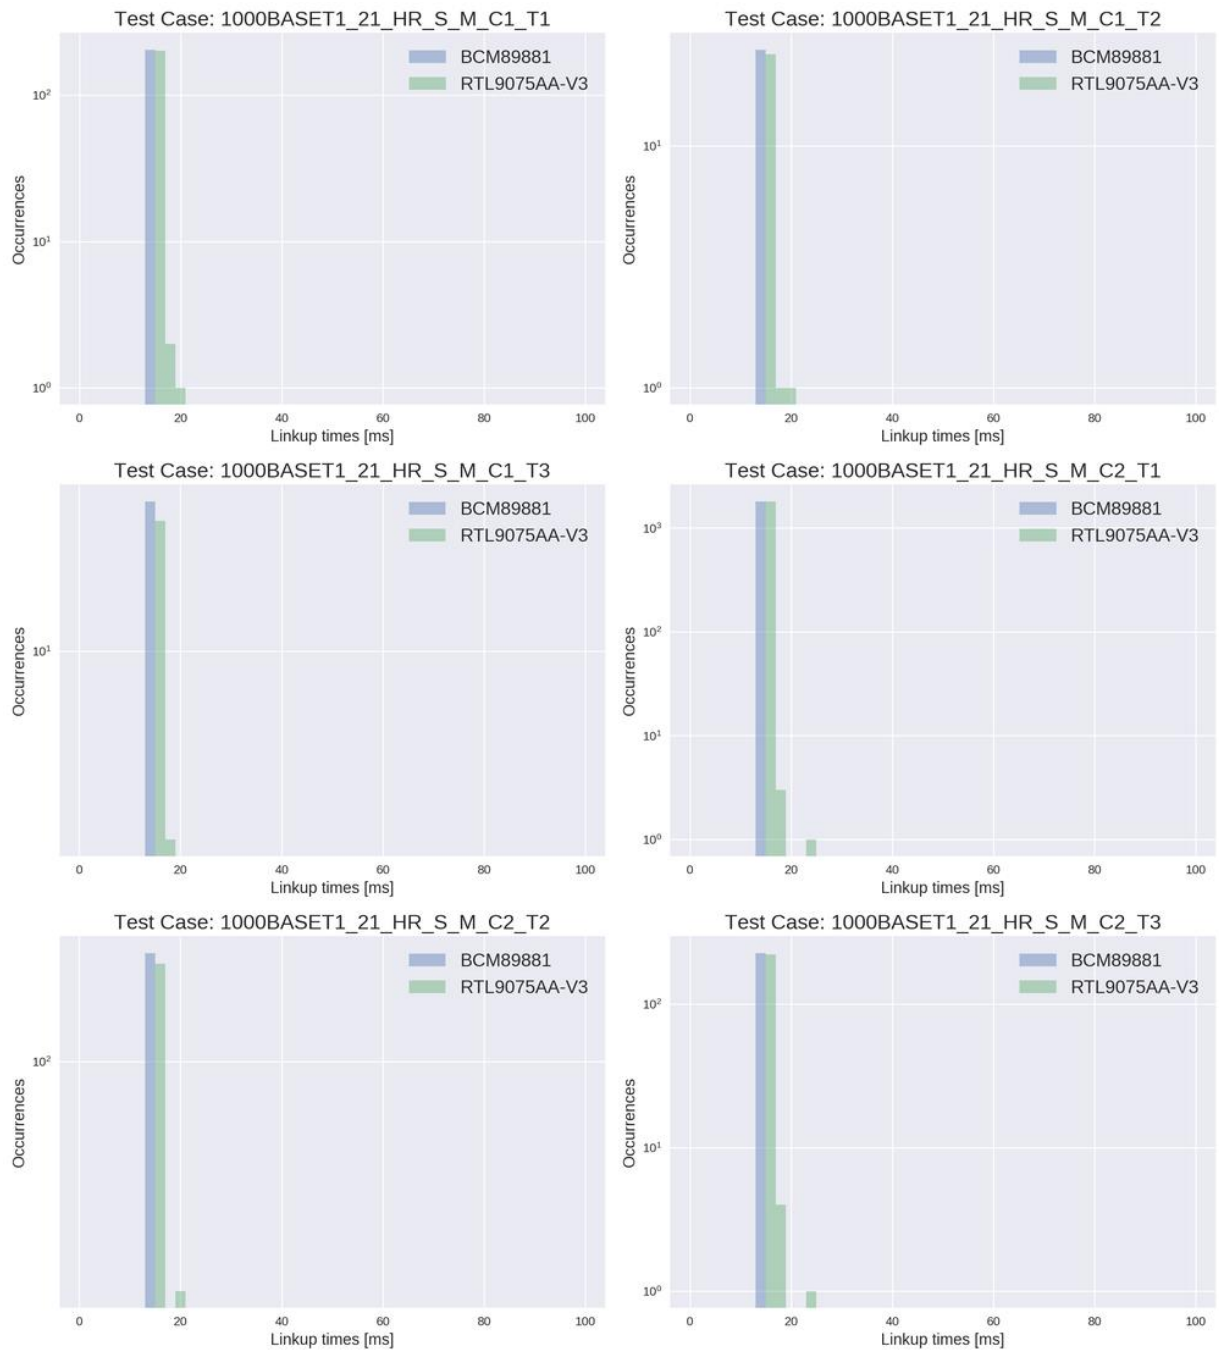 Test Case: 1000BASET1_21_HR_S_M_C1_T1
BCM89881
RTL9075AA-V3
10²
10¹
10⁰
Occurrences
0 20 40 60 80 100
Linkup times [ms]
Test Case: 1000BASET1_21_HR_S_M_C1_T2
BCM89881
RTL9075AA-V3
10¹
10⁰
Occurrences
0 20 40 60 80 100
Linkup times [ms]
Test Case: 1000BASET1_21_HR_S_M_C1_T3
BCM89881
RTL9075AA-V3
10¹
Occurrences
0 20 40 60 80 100
Linkup times [ms]
Test Case: 1000BASET1_21_HR_S_M_C2_T1
BCM89881
RTL9075AA-V3
10³
10²
10¹
10⁰
Occurrences
0 20 40 60 80 100
Linkup times [ms]
Test Case: 1000BASET1_21_HR_S_M_C2_T2
BCM89881
RTL9075AA-V3
10²
Occurrences
0 20 40 60 80 100
Linkup times [ms]
Test Case: 1000BASET1_21_HR_S_M_C2_T3
BCM89881
RTL9075AA-V3
10²
10¹
10⁰
Occurrences
0 20 40 60 80 100
Linkup times [ms]